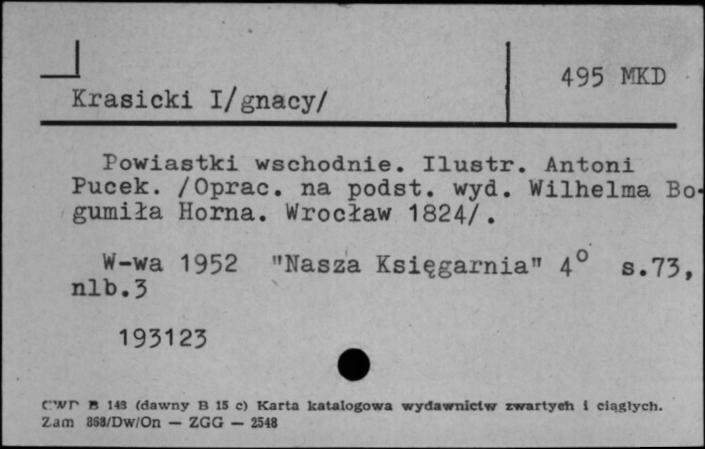 495 MKD
Krasicki I/gnacy/
Powiastki wschodnie. Ilustr. Antoni
Pucek. /Oprac. na podst. wyd. Wilhelma Bo-
gumiła Horna. Wrocław 1824/.
W-wa 1952 "Nasza Księgarnia" 4° s.73,
nlb.3
193123
CWD B 143 (dawny B 15 c) Karta katalogowa wydawnictw zwartych i ciągłych.
Zam 868/Dw/On — ZGG — 2548